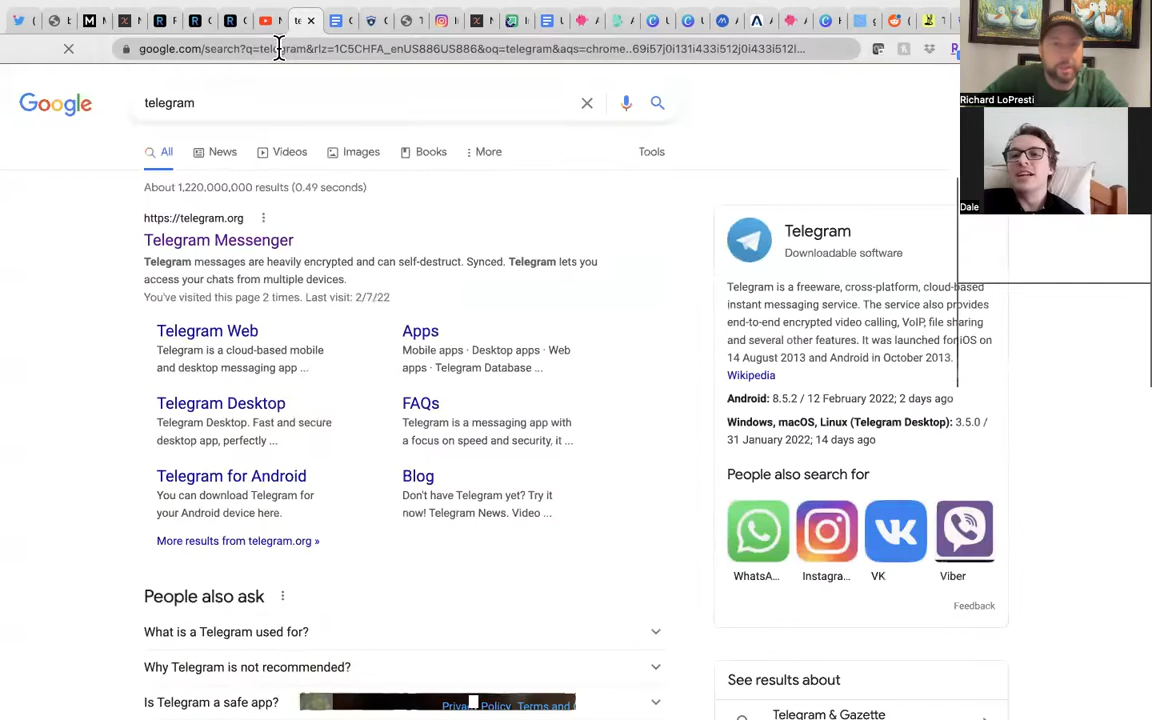 google.com/search?q=telegram&rlz=1C5CHFA_enUS886US886&oq=telegram&aqs=chrome..69i57j0i131i433i512j0i433i512l...
Google
telegram
All
News
Videos
Images
Books
More
Tools
About 1,220,000,000 results (0.49 seconds)
https://telegram.org
Telegram Messenger
Telegram messages are heavily encrypted and can self-destruct. Synced. Telegram lets you
access your chats from multiple devices.
You've visited this page 2 times. Last visit: 2/7/22
Telegram Web
Telegram is a cloud-based mobile
and desktop messaging app ...
Apps
Mobile apps · Desktop apps · Web
apps · Telegram Database ...
Telegram Desktop
Telegram Desktop. Fast and secure
desktop app, perfectly ...
FAQs
Telegram is a messaging app with
a focus on speed and security, it ...
Telegram for Android
You can download Telegram for
your Android device here.
Blog
Don't have Telegram yet? Try it
now! Telegram News. Video ...
More results from telegram.org »
People also ask
What is a Telegram used for?
Why Telegram is not recommended?
Is Telegram a safe app?
Privacy Policy Terms and
Telegram
Downloadable software
Telegram is a freeware, cross-platform, cloud-based
instant messaging service. The service also provides
end-to-end encrypted video calling, VoIP, file sharing
and several other features. It was launched for iOS on
14 August 2013 and Android in October 2013.
Wikipedia
Android: 8.5.2 / 12 February 2022; 2 days ago
Windows, macOS, Linux (Telegram Desktop): 3.5.0 /
31 January 2022; 14 days ago
People also search for
WhatsA...
Instagra...
VK
Viber
Feedback
See results about
Telegram & Gazette
Richard LoPresti
Dale